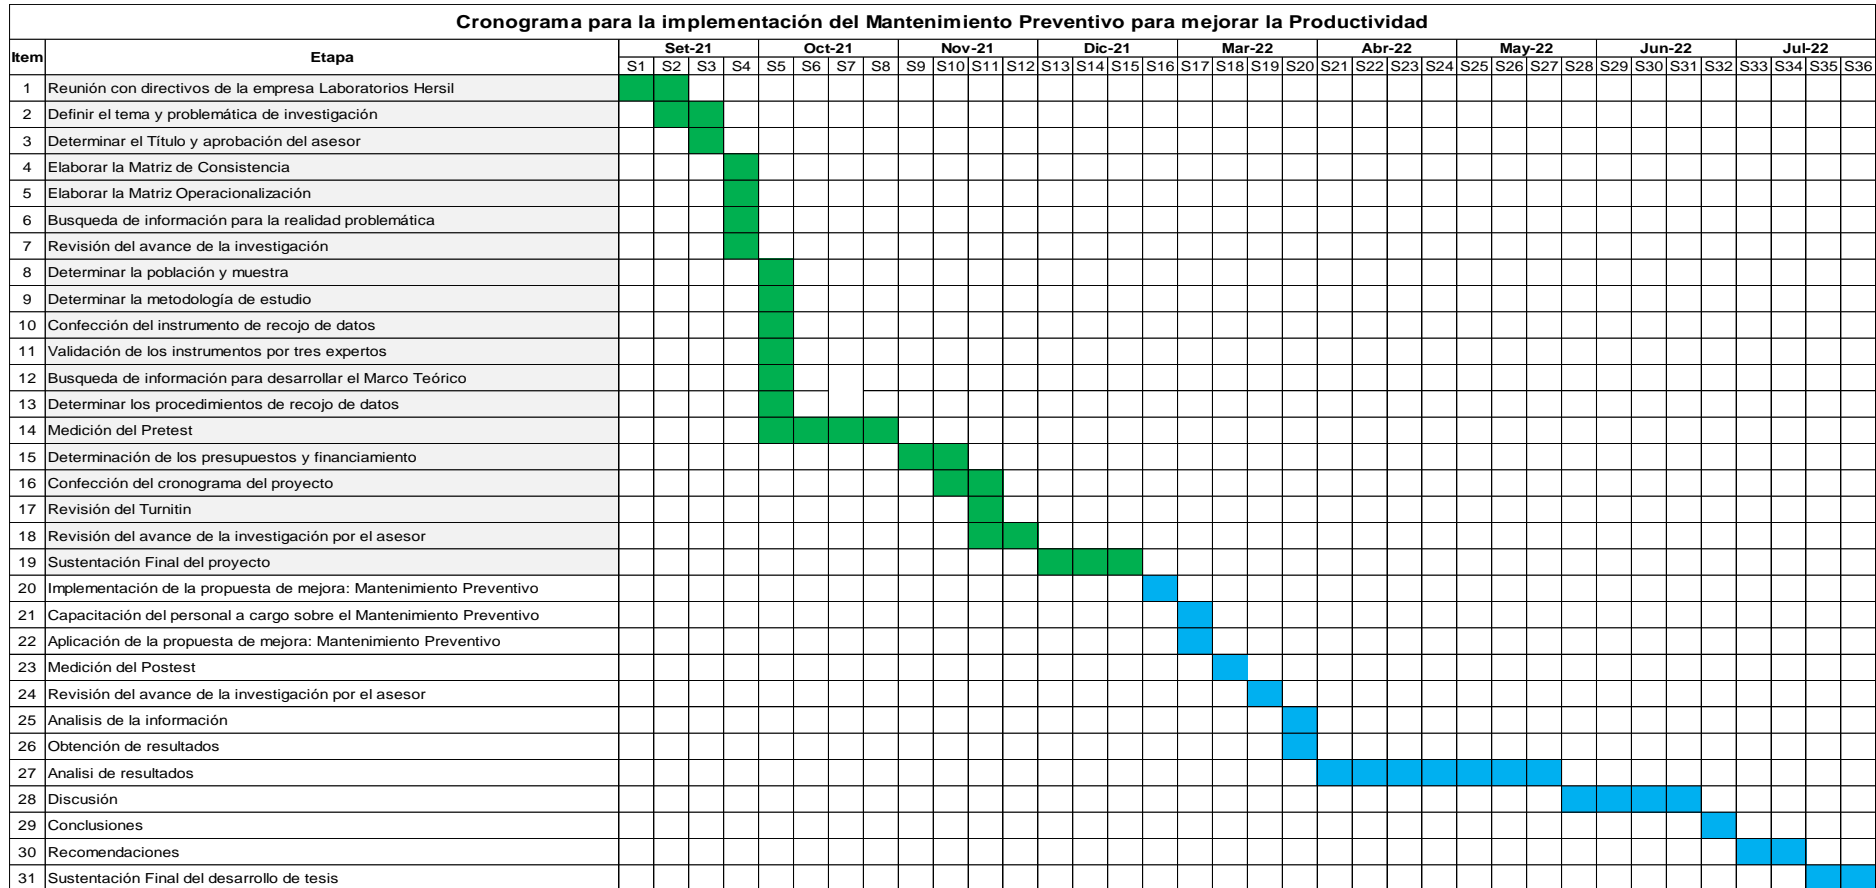 Cronograma para la implementación del Mantenimiento Preventivo para mejorar la Productividad
Item Etapa Set-21 Oct-21 Nov-21 Dic-21 Mar-22 Abr-22 May-22 Jun-22 Jul-22
S1 S2 S3 S4 S5 S6 S7 S8 S9 S10 S11 S12 S13 S14 S15 S16 S17 S18 S19 S20 S21 S22 S23 S24 S25 S26 S27 S28 S29 S30 S31 S32 S33 S34 S35 S36
1 Reunión con directivos de la empresa Laboratorios Hersil
2 Definir el tema y problemática de investigación
3 Determinar el Título y aprobación del asesor
4 Elaborar la Matriz de Consistencia
5 Elaborar la Matriz Operacionalización
6 Busqueda de información para la realidad problemática
7 Revisión del avance de la investigación
8 Determinar la población y muestra
9 Determinar la metodología de estudio
10 Confección del instrumento de recojo de datos
11 Validación de los instrumentos por tres expertos
12 Busqueda de información para desarrollar el Marco Teórico
13 Determinar los procedimientos de recojo de datos
14 Medición del Pretest
15 Determinación de los presupuestos y financiamiento
16 Confección del cronograma del proyecto
17 Revisión del Turnitin
18 Revisión del avance de la investigación por el asesor
19 Sustentación Final del proyecto
20 Implementación de la propuesta de mejora: Mantenimiento Preventivo
21 Capacitación del personal a cargo sobre el Mantenimiento Preventivo
22 Aplicación de la propuesta de mejora: Mantenimiento Preventivo
23 Medición del Postest
24 Revisión del avance de la investigación por el asesor
25 Analisis de la información
26 Obtención de resultados
27 Analisi de resultados
28 Discusión
29 Conclusiones
30 Recomendaciones
31 Sustentación Final del desarrollo de tesis